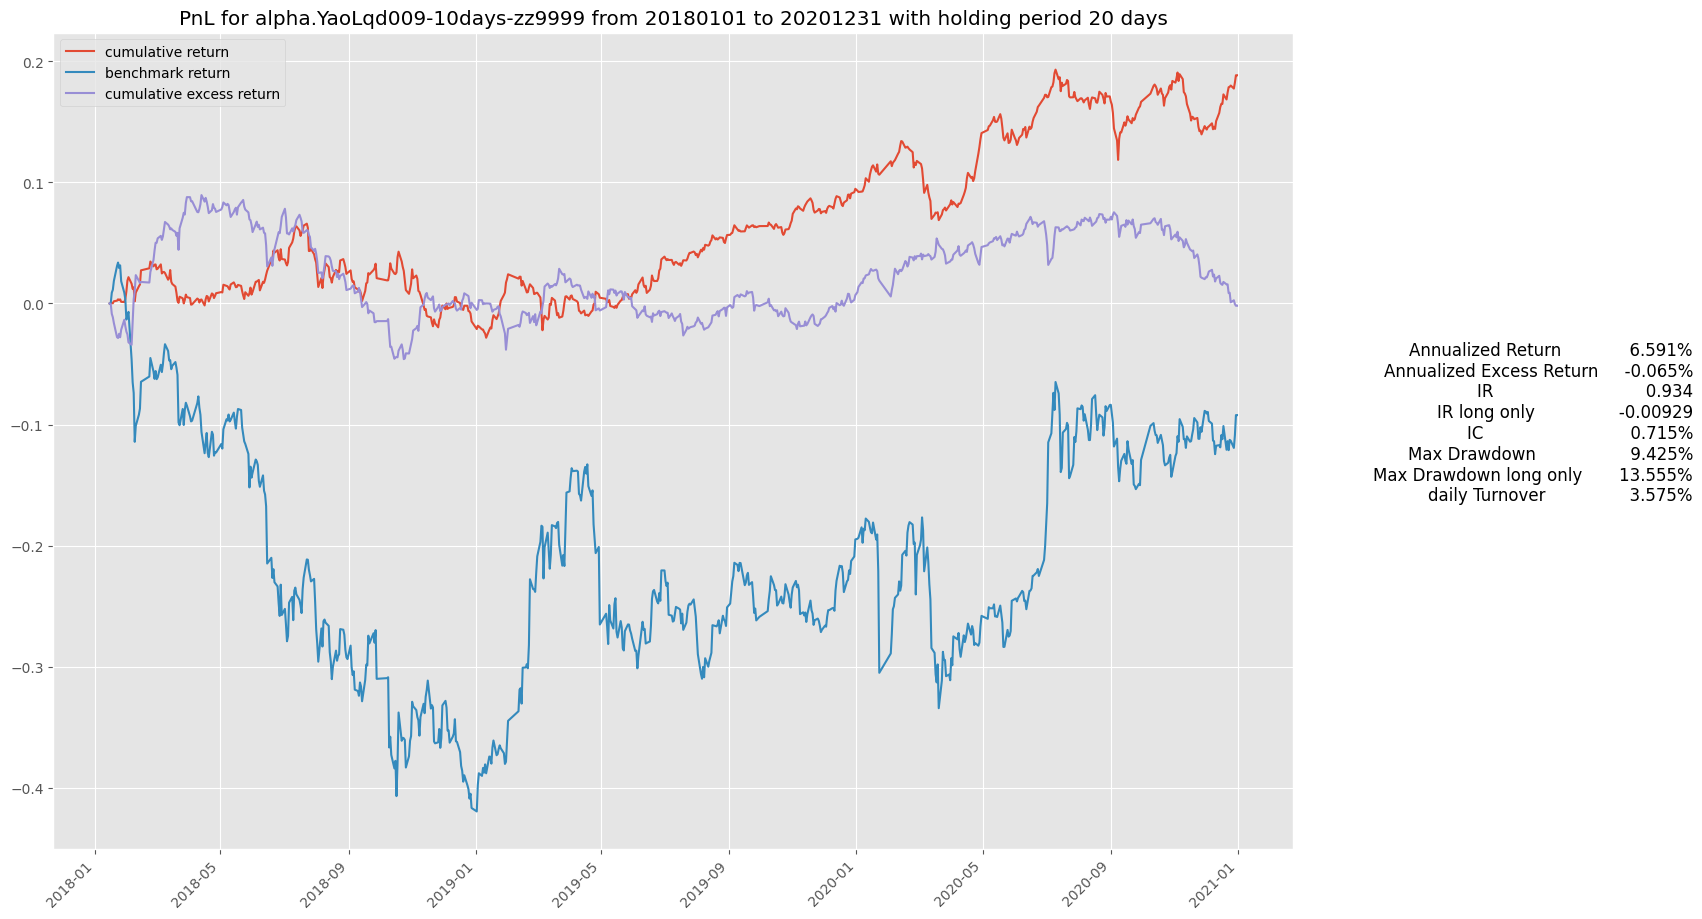 PnL for alpha.YaoLqd009-10days-zz9999 from 20180101 to 20201231 with holding period 20 days
cumulative return
benchmark return
cumulative excess return
0.2
0.1
0.0
−0.1
−0.2
−0.3
−0.4
2018-01
2018-05
2018-09
2019-01
2019-05
2019-09
2020-01
2020-05
2020-09
2021-01
Annualized Return 6.591%
Annualized Excess Return -0.065%
IR 0.934
IR long only -0.00929
IC 0.715%
Max Drawdown 9.425%
Max Drawdown long only 13.555%
daily Turnover 3.575%